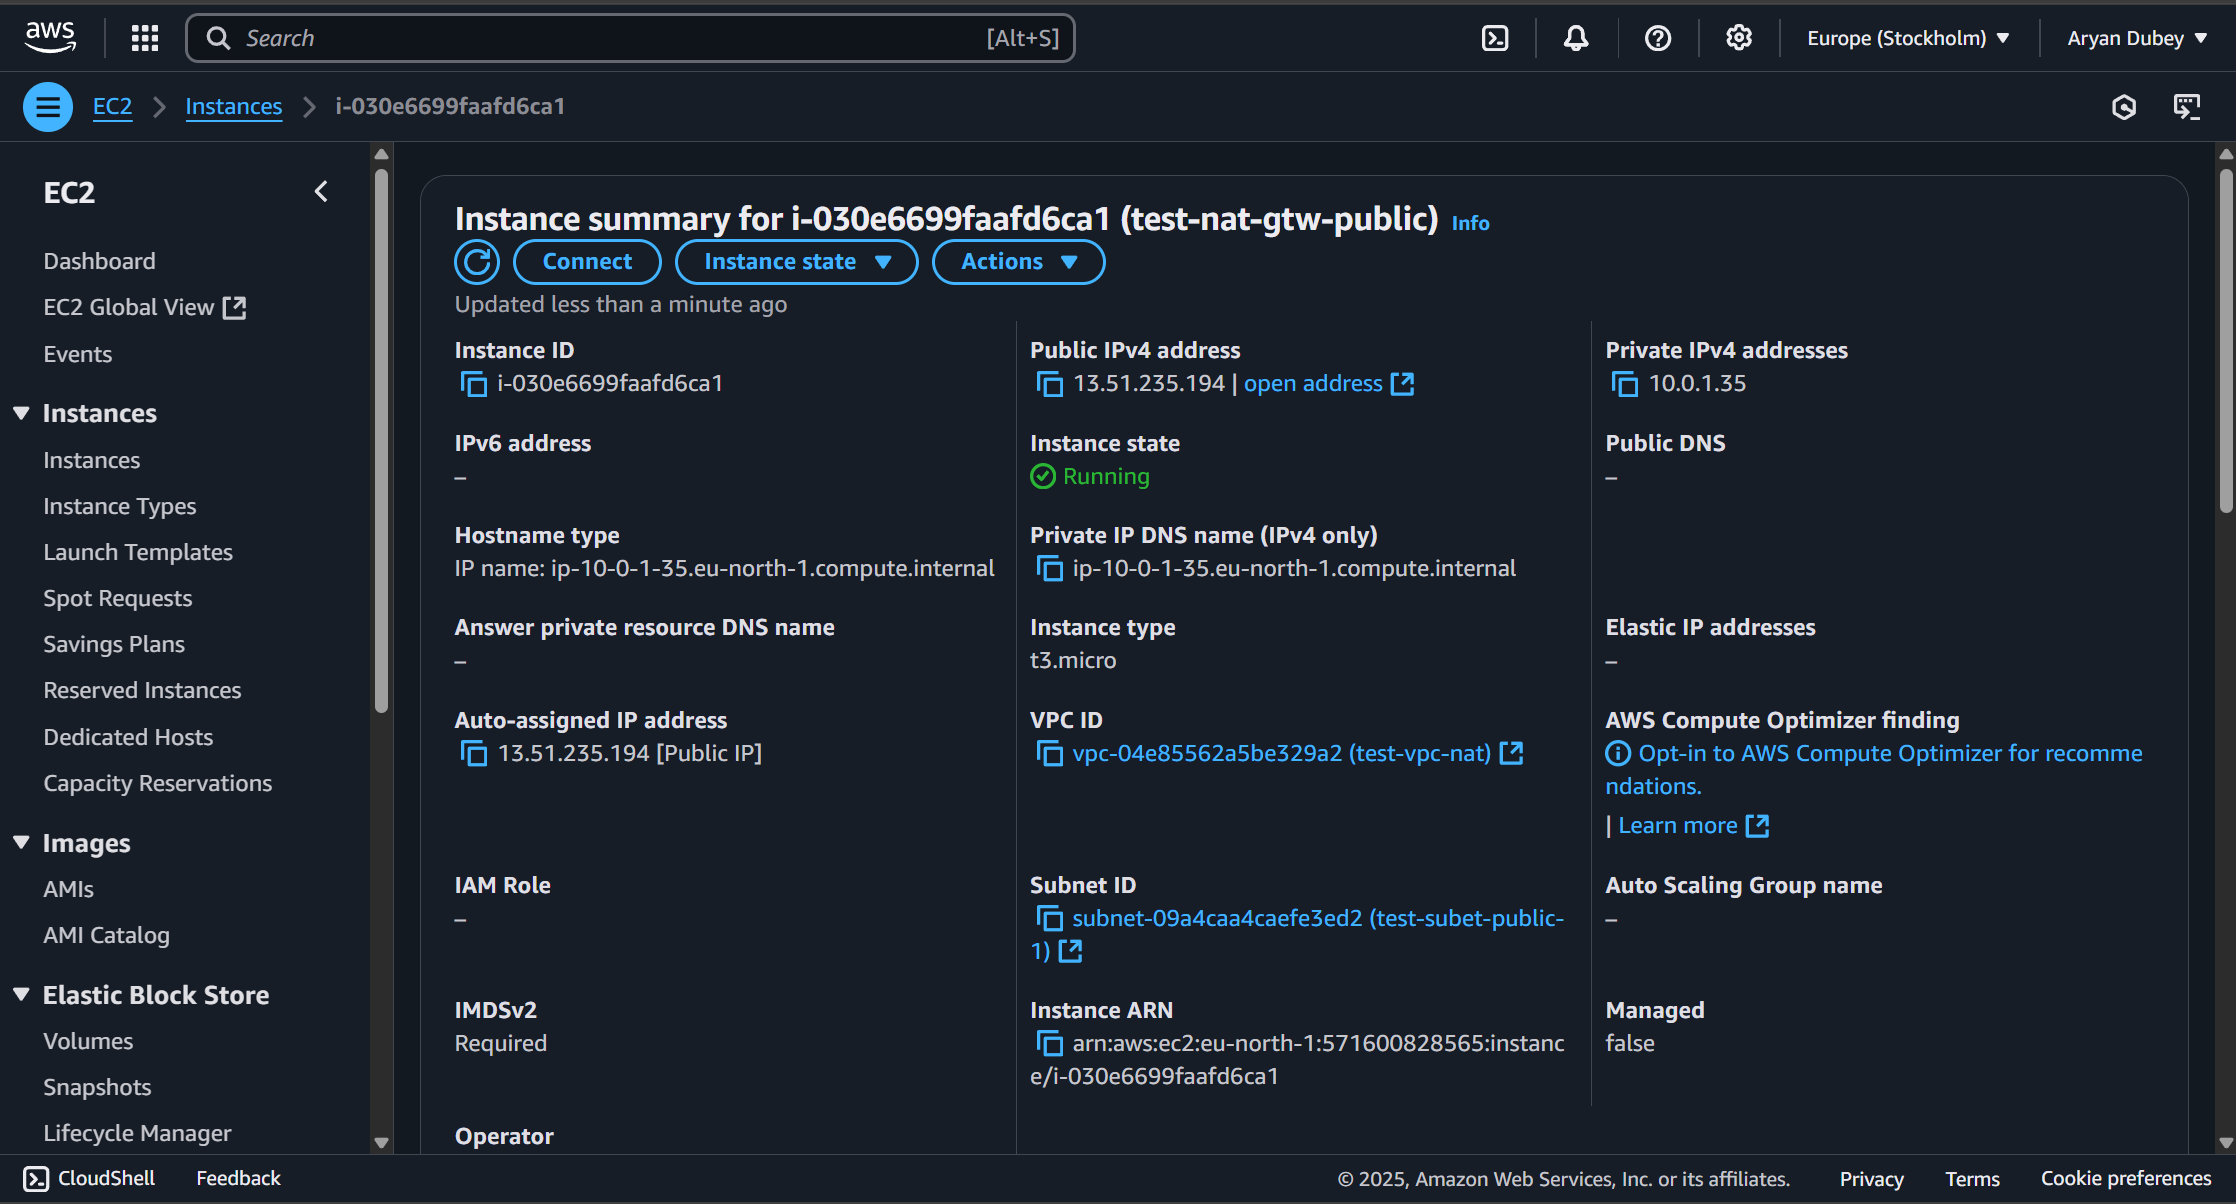 aws
Search
[Alt+S]
Europe (Stockholm)
Aryan Dubey
EC2
Instances
i-030e6699faafd6ca1
EC2
Dashboard
EC2 Global View
Events
Instances
Instances
Instance Types
Launch Templates
Spot Requests
Savings Plans
Reserved Instances
Dedicated Hosts
Capacity Reservations
Images
AMIs
AMI Catalog
Elastic Block Store
Volumes
Snapshots
Lifecycle Manager
Instance summary for i-030e6699faafd6ca1 (test-nat-gtw-public) Info
Connect
Instance state
Actions
Updated less than a minute ago
Instance ID
i-030e6699faafd6ca1
Public IPv4 address
13.51.235.194 | open address
Private IPv4 addresses
10.0.1.35
IPv6 address
–
Instance state
Running
Public DNS
–
Hostname type
IP name: ip-10-0-1-35.eu-north-1.compute.internal
Private IP DNS name (IPv4 only)
ip-10-0-1-35.eu-north-1.compute.internal
Answer private resource DNS name
–
Instance type
t3.micro
Elastic IP addresses
–
Auto-assigned IP address
13.51.235.194 [Public IP]
VPC ID
vpc-04e85562a5be329a2 (test-vpc-nat)
AWS Compute Optimizer finding
Opt-in to AWS Compute Optimizer for recomme
ndations.
| Learn more
IAM Role
–
Subnet ID
subnet-09a4caa4caefe3ed2 (test-subet-public-
1)
Auto Scaling Group name
–
IMDSv2
Required
Instance ARN
arn:aws:ec2:eu-north-1:571600828565:instanc
e/i-030e6699faafd6ca1
Managed
false
Operator
CloudShell
Feedback
© 2025, Amazon Web Services, Inc. or its affiliates.
Privacy
Terms
Cookie preferences